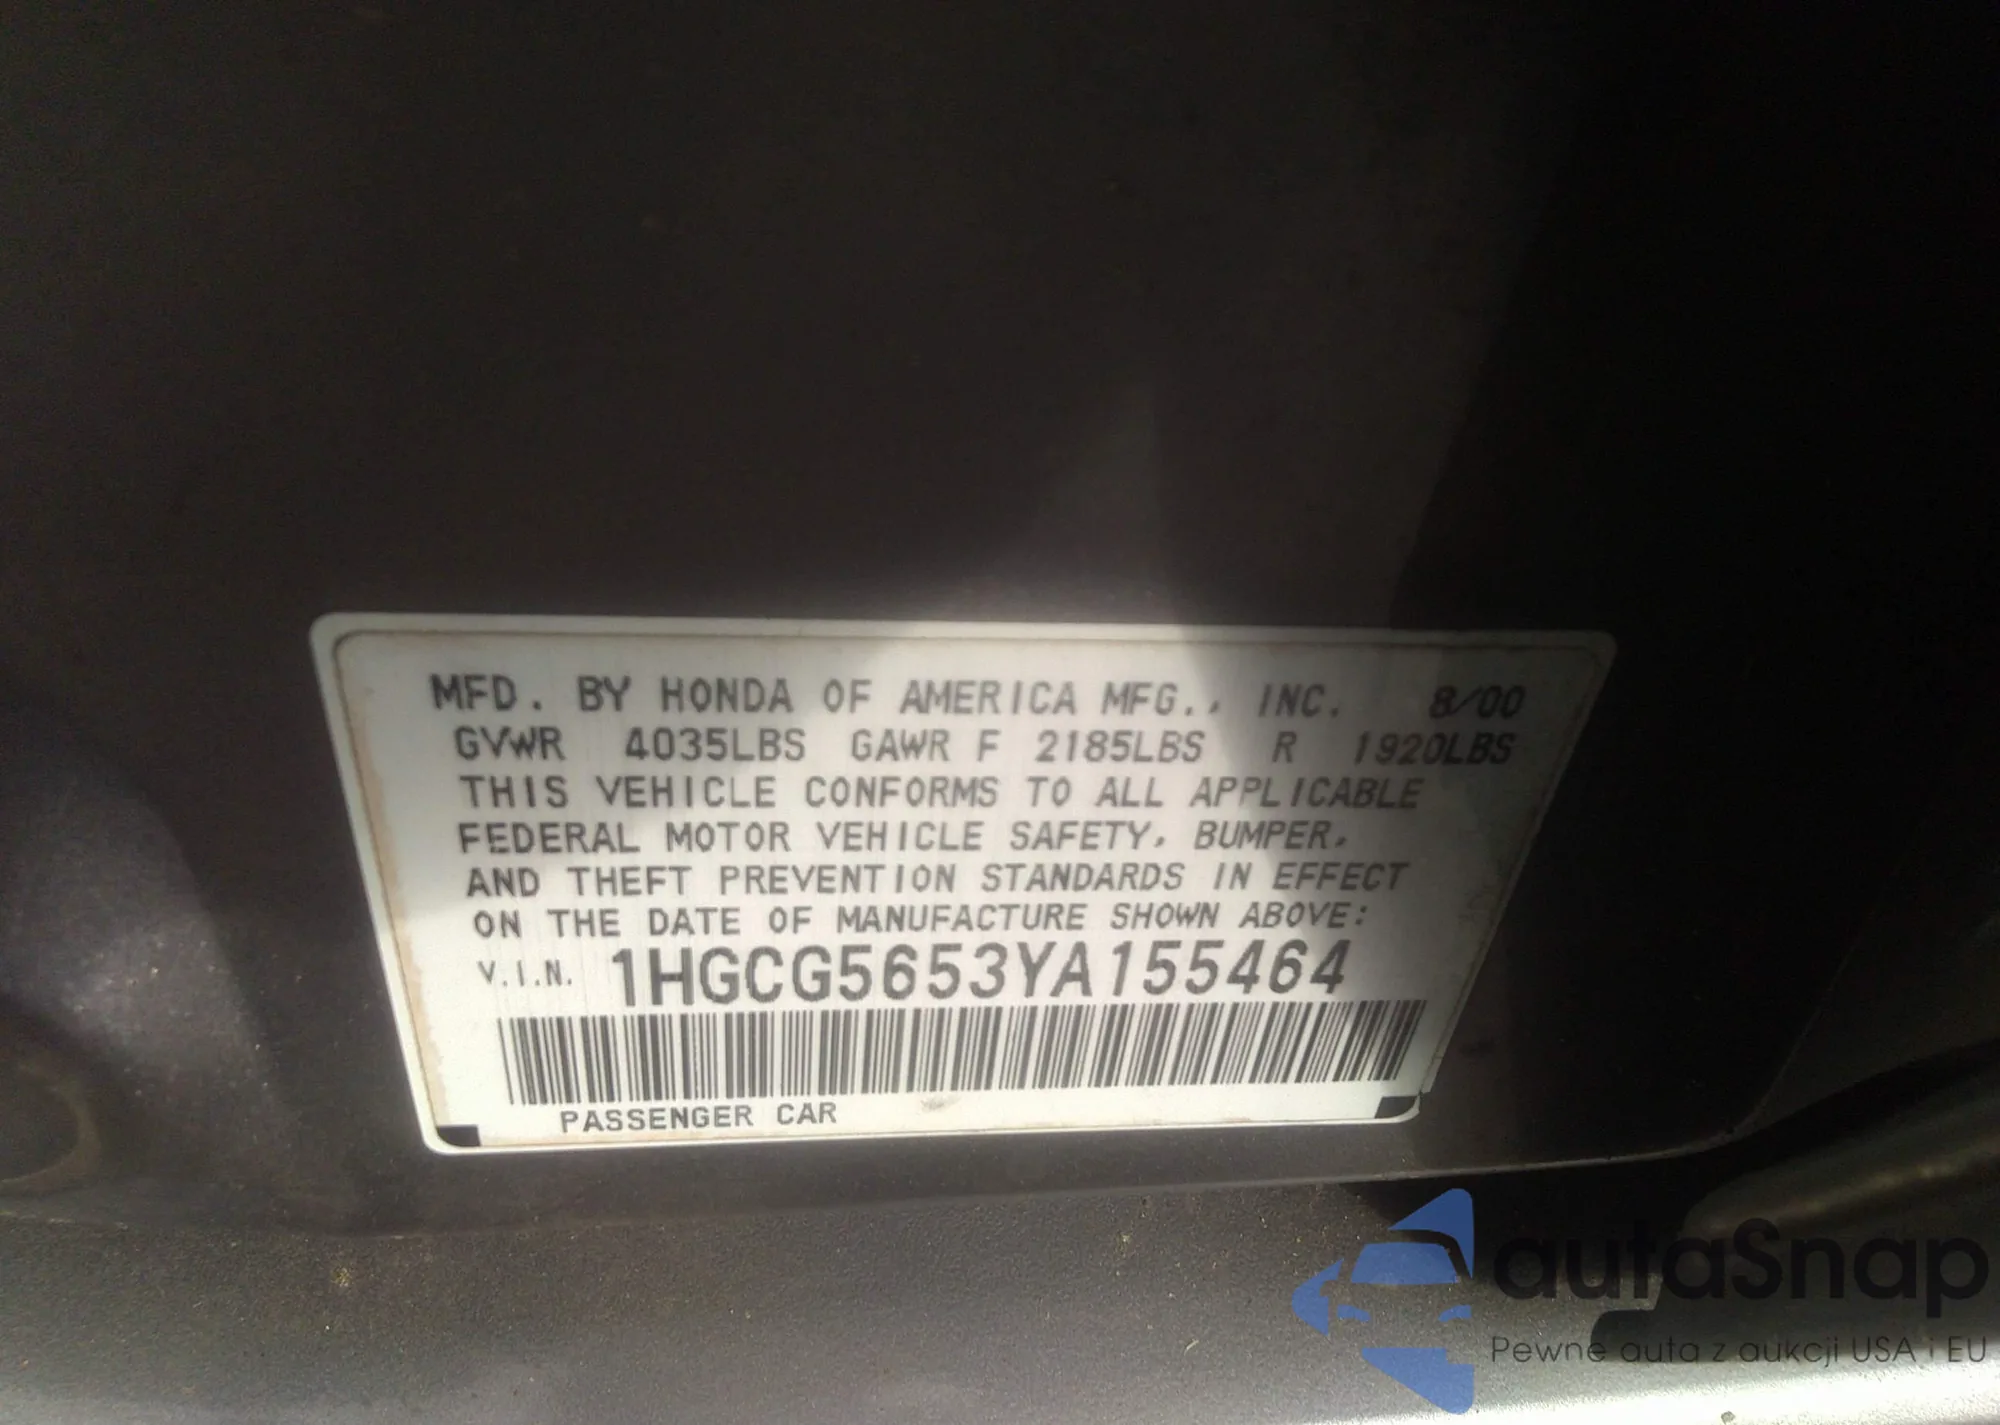 MFD. BY HONDA OF AMERICA MFG., INC. 8/00
GVWR 4035LBS GAWR F 2185LBS R 1920LBS
THIS VEHICLE CONFORMS TO ALL APPLICABLE
FEDERAL MOTOR VEHICLE SAFETY, BUMPER,
AND THEFT PREVENTION STANDARDS IN EFFECT
ON THE DATE OF MANUFACTURE SHOWN ABOVE:
V.I.N. 1HGCG5653YA155464
PASSENGER CAR
autaSnap
Pewne auta z aukcji USA i EU